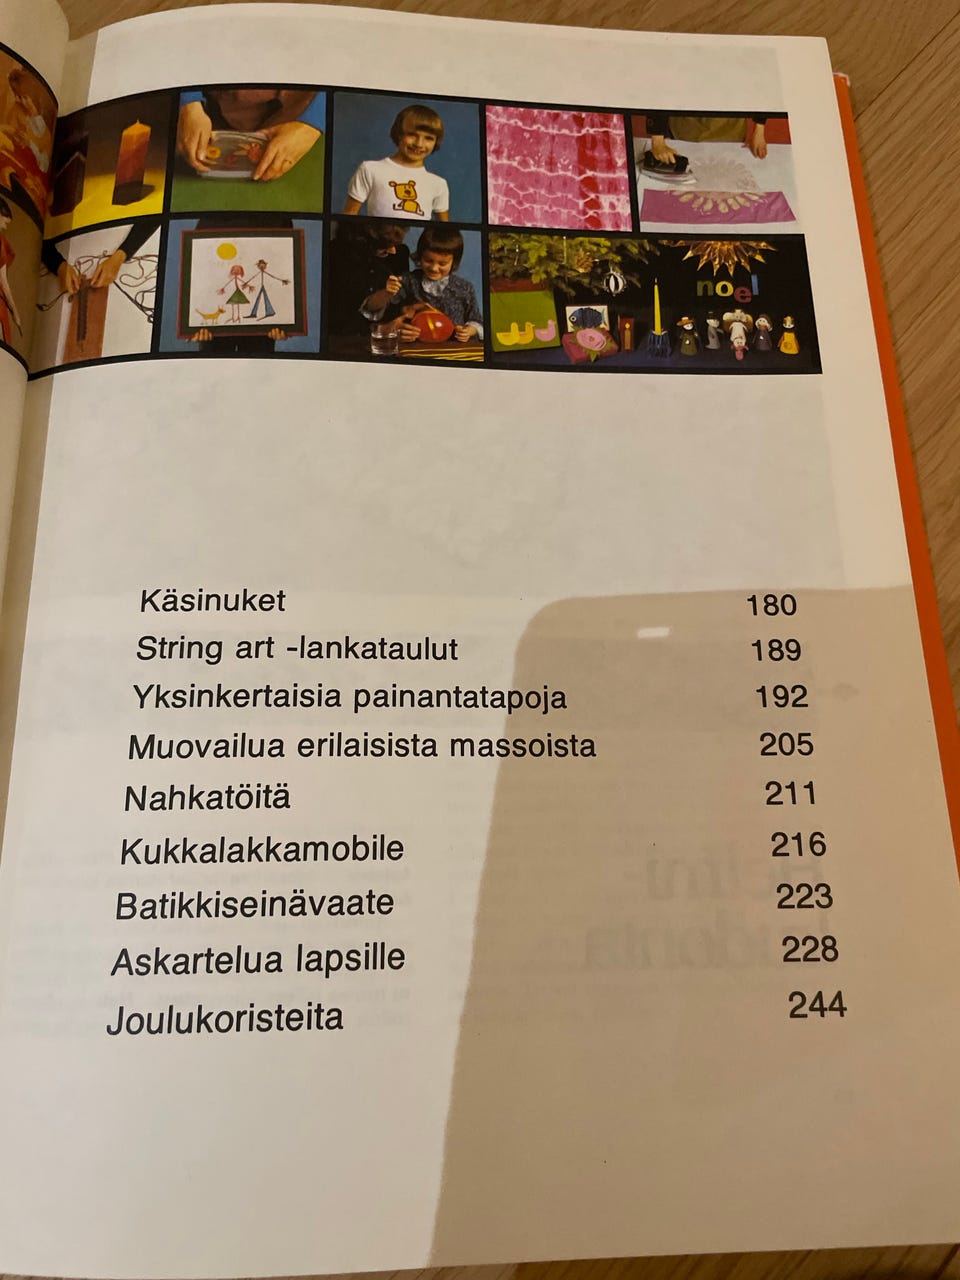 noel
Käsinuket 180
String art -lankataulut 189
Yksinkertaisia painantatapoja 192
Muovailua erilaisista massoista 205
Nahkatöitä 211
Kukkalakkamobile 216
Batikkiseinävaate 223
Askartelua lapsille 228
Joulukoristeita 244